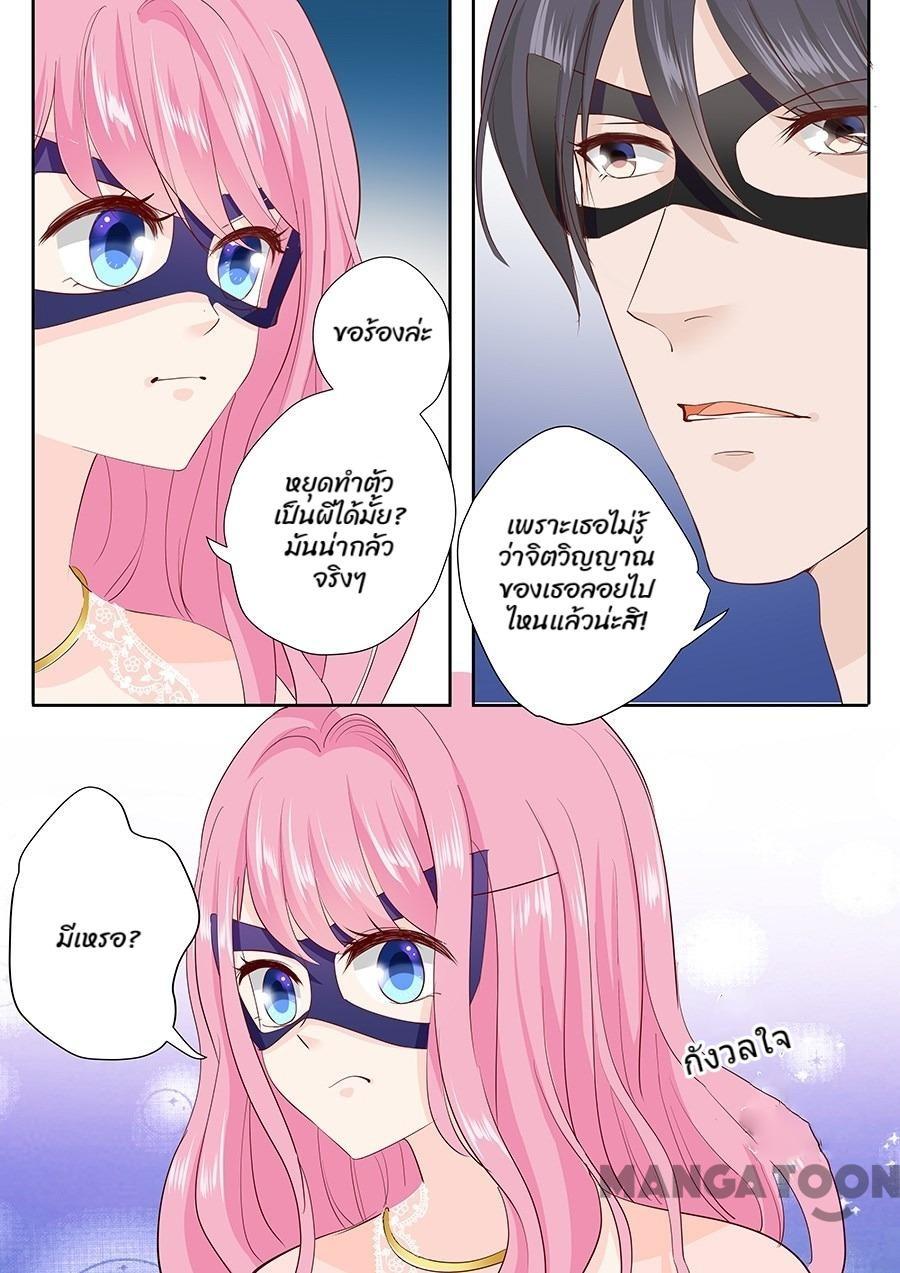 ขอร้องล่ะ
หยุดทำตัว
เป็นผีได้มั้ย?
มันน่ากลัว
จริงๆ
เพราะเธอไม่รู้
ว่าจิตวิญญาณ
ของเธอลอยไป
ไหนแล้วน่ะสิ!
มีเหรอ?
กังวลใจ
MANGATOON